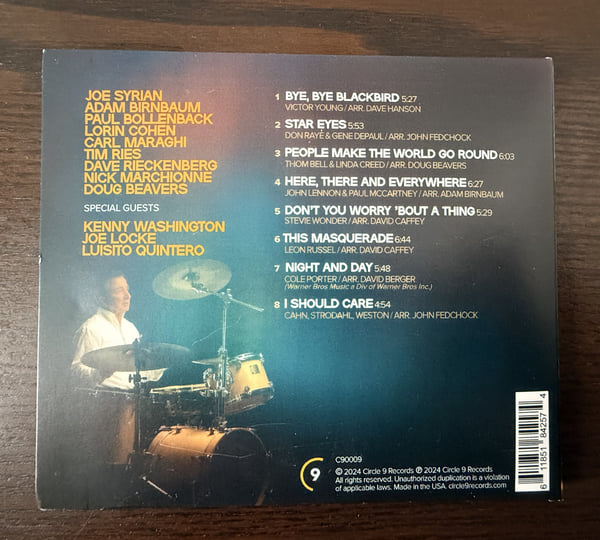 JOE SYRIAN
ADAM BIRNBAUM
PAUL BOLLENBACK
LORIN COHEN
CARL MARAGHI
TIM RIES
DAVE RIECKENBERG
NICK MARCHIONNE
DOUG BEAVERS
SPECIAL GUESTS
KENNY WASHINGTON
JOE LOCKE
LUISITO QUINTERO
1 BYE, BYE BLACKBIRD 5:27
VICTOR YOUNG / ARR. DAVE HANSON
2 STAR EYES 5:53
DON RAYE & GENE DEPAUL / ARR. JOHN FEDCHOCK
3 PEOPLE MAKE THE WORLD GO ROUND 6:03
THOM BELL & LINDA CREED / ARR. DOUG BEAVERS
4 HERE, THERE AND EVERYWHERE 6:27
JOHN LENNON & PAUL MCCARTNEY / ARR. ADAM BIRNBAUM
5 DON'T YOU WORRY 'BOUT A THING 5:29
STEVIE WONDER / ARR. DAVID CAFFEY
6 THIS MASQUERADE 6:44
LEON RUSSEL / ARR. DAVID CAFFEY
7 NIGHT AND DAY 5:48
COLE PORTER / ARR. DAVID BERGER
(Warner Bros Music a Div of Warner Bros Inc.)
8 I SHOULD CARE 4:54
CAHN, STRODAHL, WESTON / ARR. JOHN FEDCHOCK
9
C90009
© 2024 Circle 9 Records ℗ 2024 Circle 9 Records
All rights reserved. Unauthorized duplication is a violation
of applicable laws. Made in the USA. circle9records.com
6 11851 84257 4